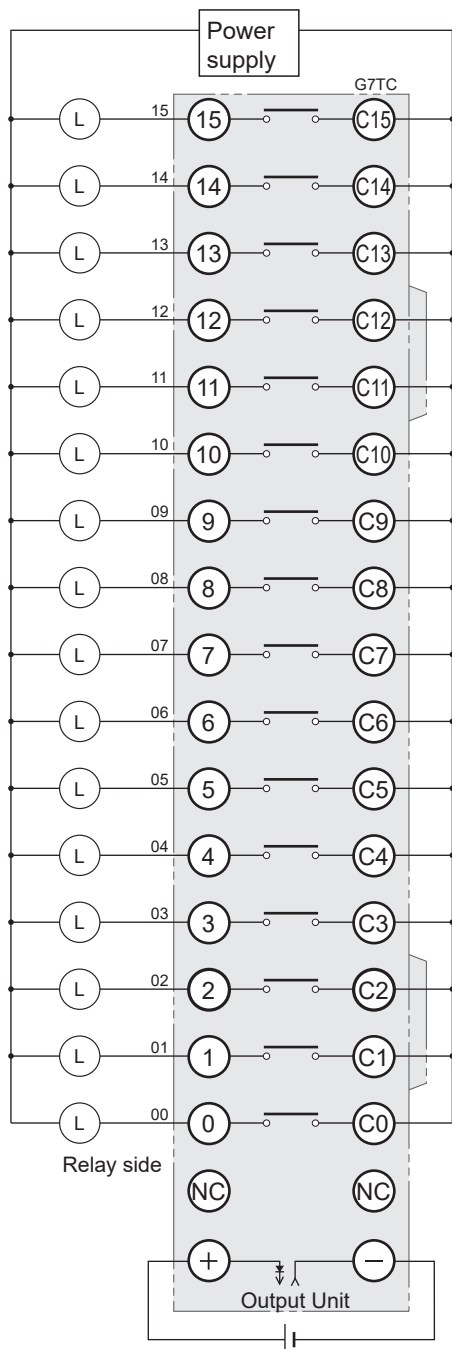 Power
supply
G7TC
L 15 15 C15
L 14 14 C14
L 13 13 C13
L 12 12 C12
L 11 11 C11
L 10 10 C10
L 09 9 C9
L 08 8 C8
L 07 7 C7
L 06 6 C6
L 05 5 C5
L 04 4 C4
L 03 3 C3
L 02 2 C2
L 01 1 C1
L 00 0 C0
Relay side
NC NC
+ −
Output Unit